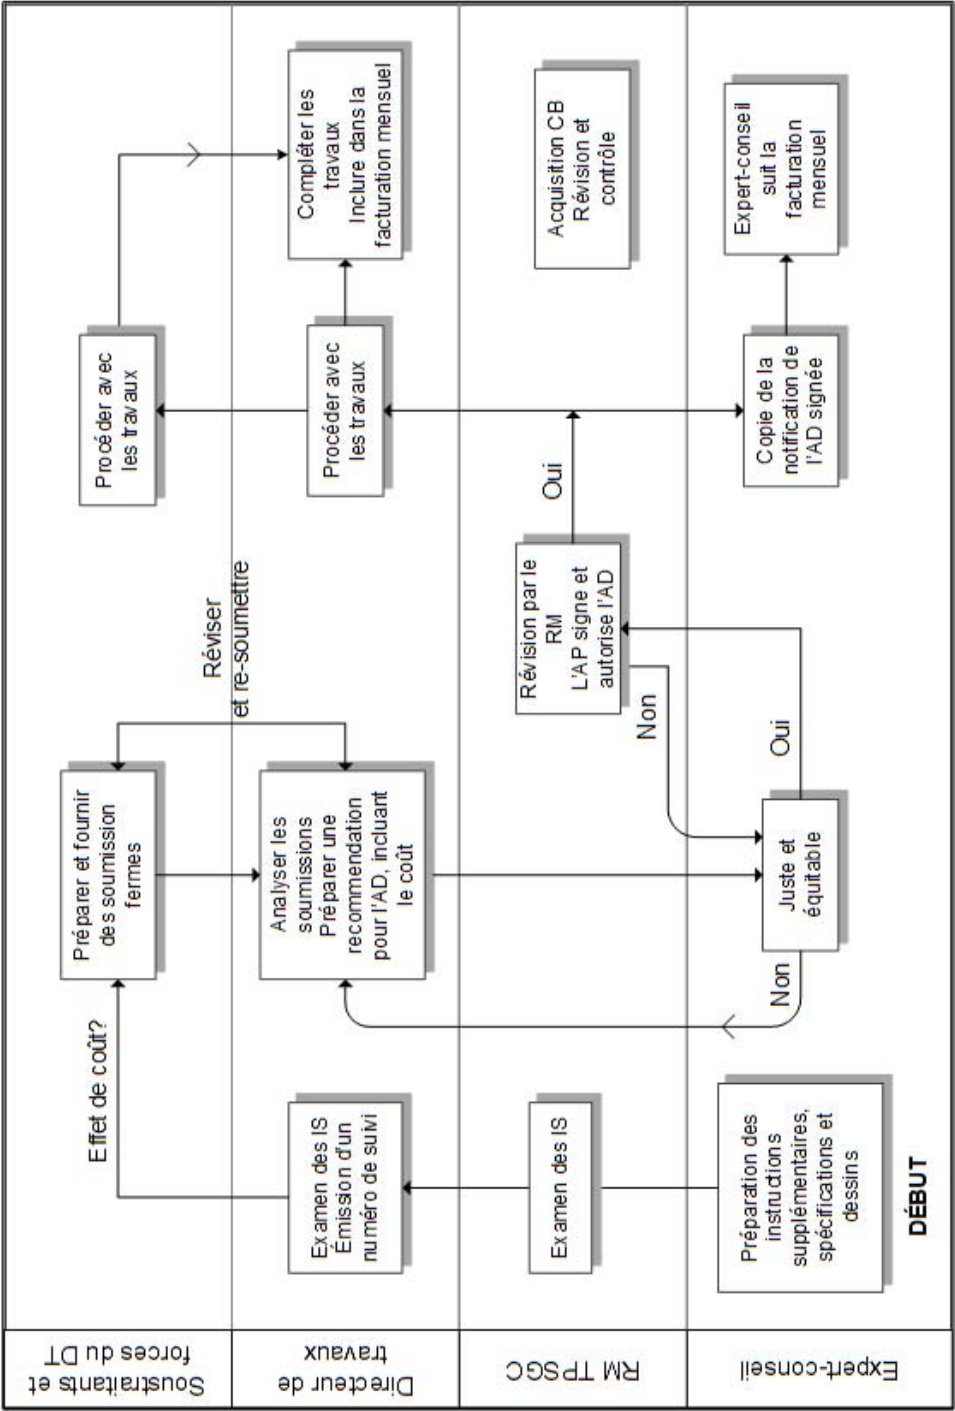 Soustraitants et
forces du DT
Directeur de
travaux
RM TPSGC
Expert-conseil
Effet de coût?
Préparer et fournir
des soumission
fermes
Réviser
et re-soumettre
Procéder avec
les travaux
Examen des IS
Émission d'un
numéro de suivi
Analyser les
soumissions
Préparer une
recommendation
pour l'AD, incluant
le coût
Procéder avec
les travaux
Compléter les
travaux
Inclure dans la
facturation mensuel
Examen des IS
Révision par le
RM
L'AP signe et
autorise l'AD
Non
Oui
Acquisition CB
Révision et
contrôle
Préparation des
instructions
supplémentaires,
spécifications et
dessins
DÉBUT
Non
Juste et
équitable
Oui
Copie de la
notification de
l'AD signée
Expert-conseil
suit la
facturation
mensuel